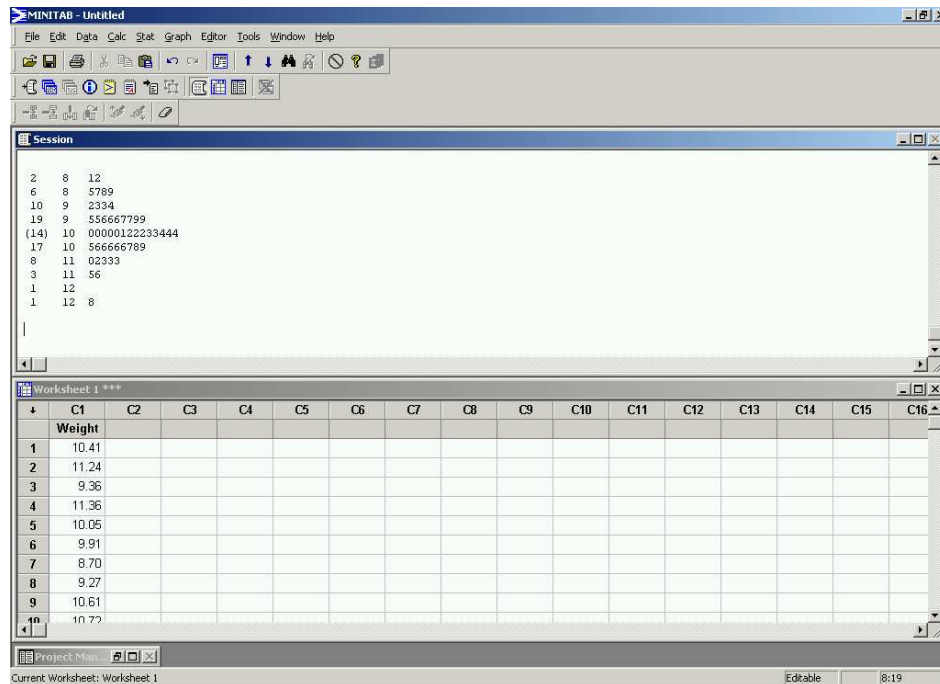 MINITAB - Untitled
File Edit Data Calc Stat Graph Editor Tools Window Help
Session
2 8 12
6 8 5789
10 9 2334
19 9 556667799
(14) 10 00000122233444
17 10 566666789
8 11 02333
3 11 56
1 12
1 12 8
Worksheet 1 ***
C1 C2 C3 C4 C5 C6 C7 C8 C9 C10 C11 C12 C13 C14 C15 C16
Weight
1 10.41
2 11.24
3 9.36
4 11.36
5 10.05
6 9.91
7 8.70
8 9.27
9 10.61
10 10.72
Project Man...
Current Worksheet: Worksheet 1 Editable 8:19